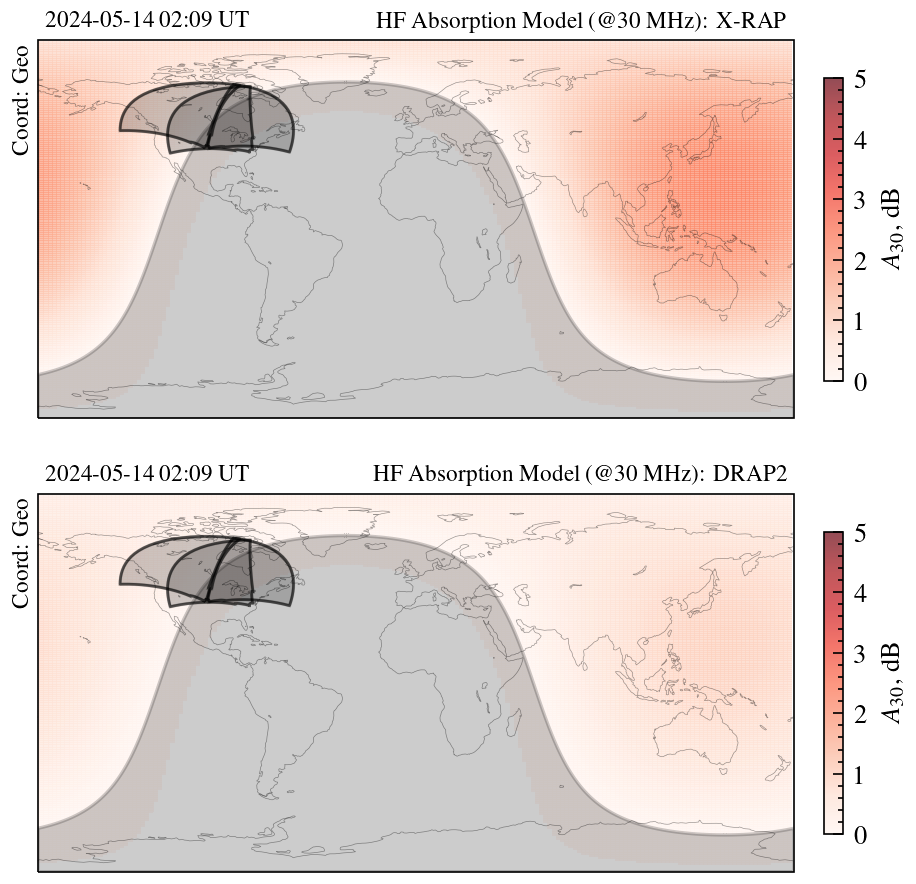 2024-05-14 02:09 UT HF Absorption Model (@30 MHz): X-RAP
Coord: Geo
5
4
3
2
1
0
A30, dB
2024-05-14 02:09 UT HF Absorption Model (@30 MHz): DRAP2
Coord: Geo
5
4
3
2
1
0
A30, dB